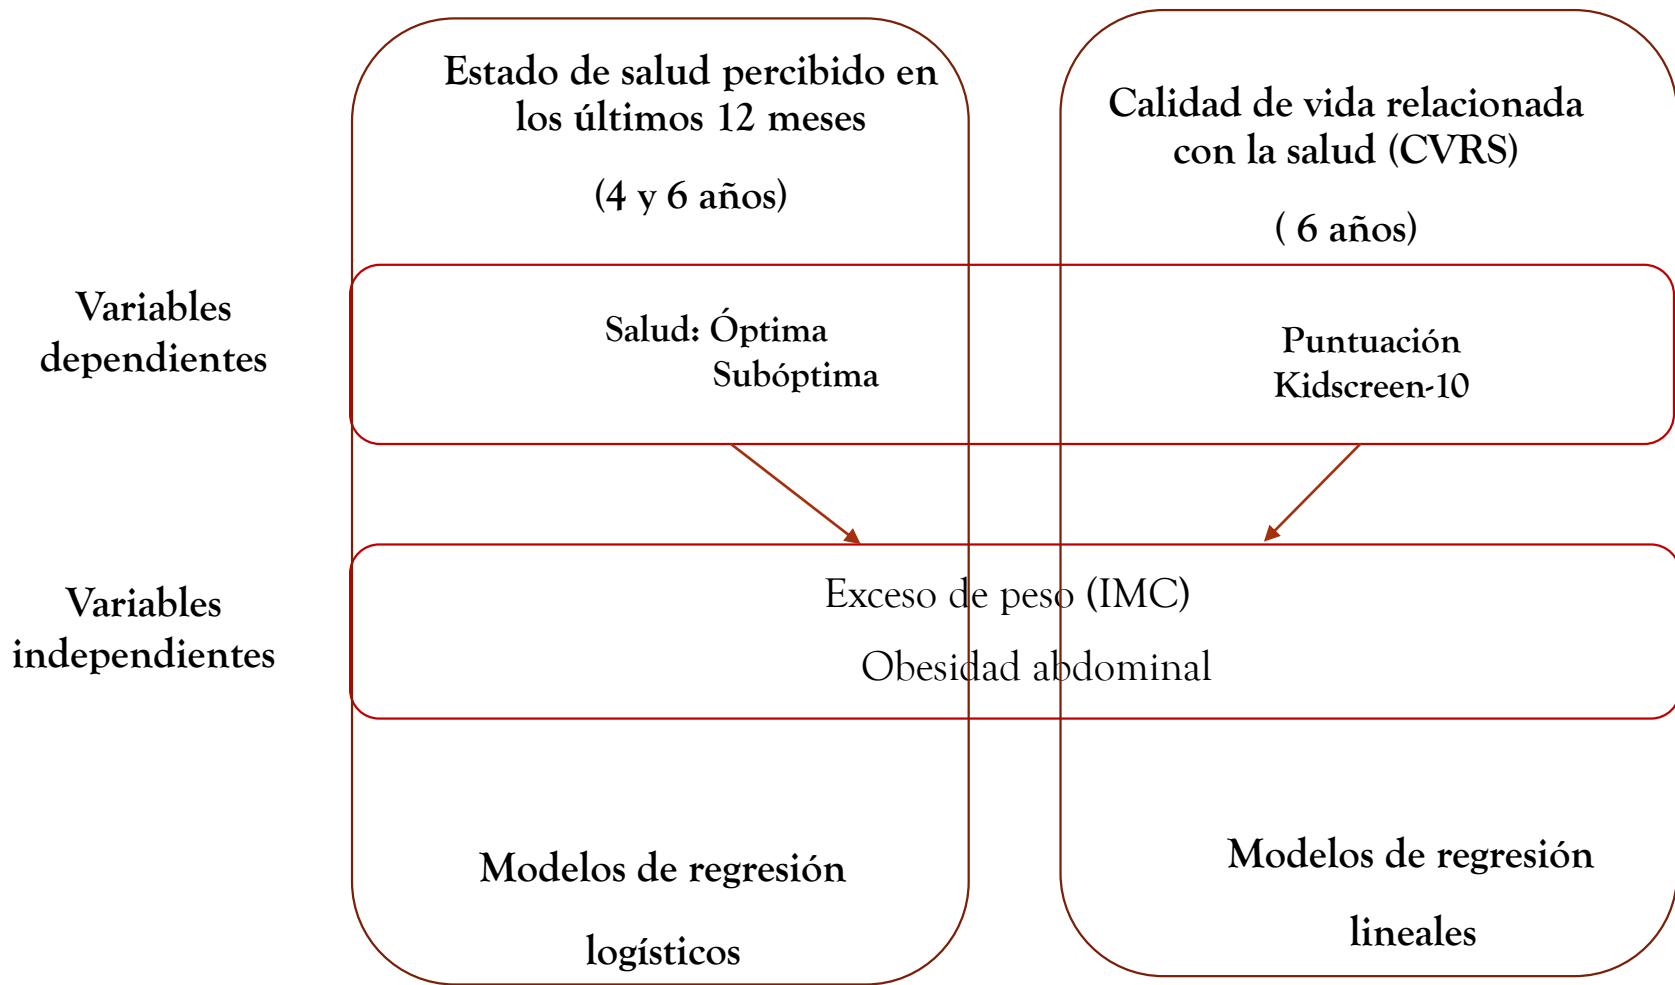 Estado de salud percibido en
los últimos 12 meses
(4 y 6 años)
Calidad de vida relacionada
con la salud (CVRS)
( 6 años)
Variables
dependientes
Salud: Óptima
Subóptima
Puntuación
Kidscreen-10
Variables
independientes
Exceso de peso (IMC)
Obesidad abdominal
Modelos de regresión
logísticos
Modelos de regresión
lineales